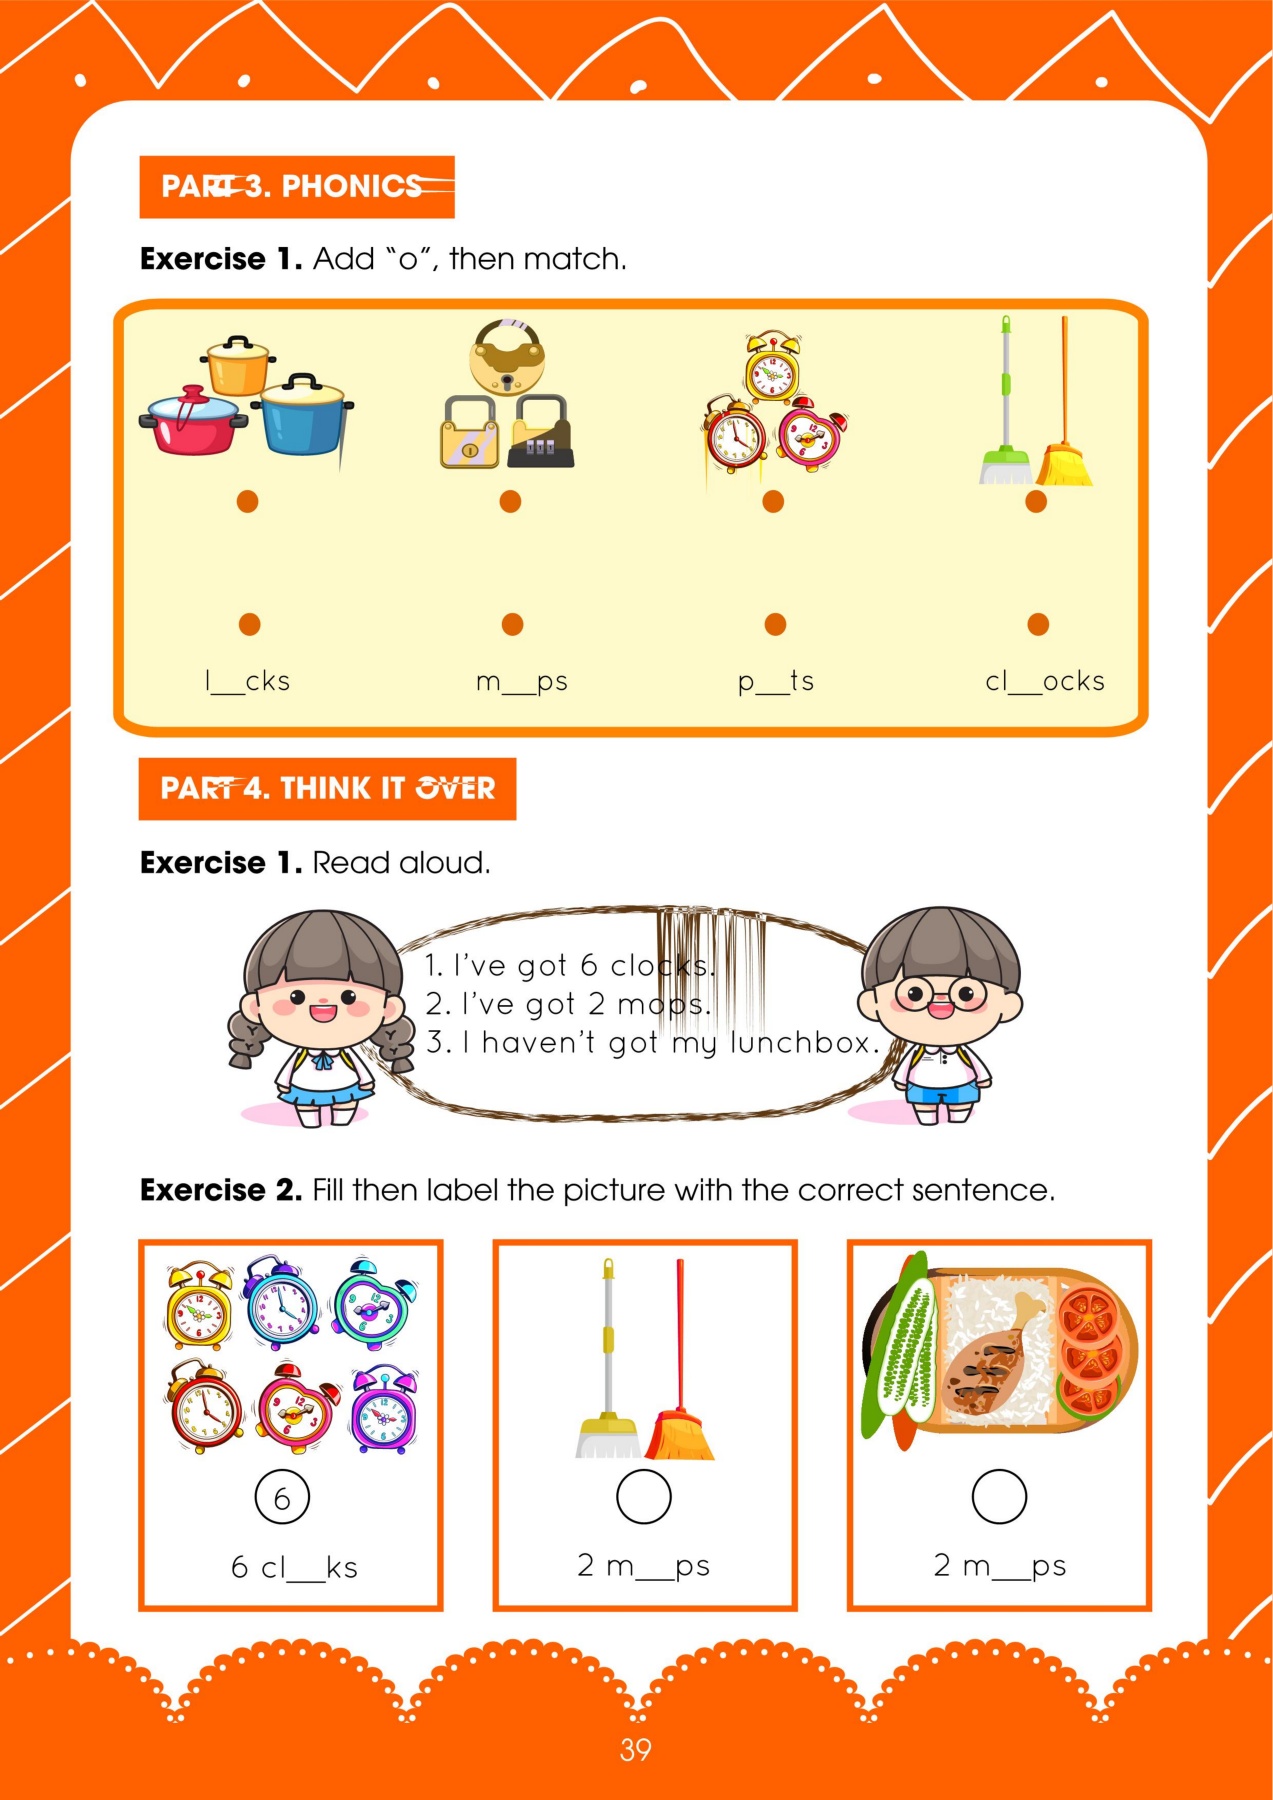 PART 3. PHONICS
Exercise 1. Add “o”, then match.
l__cks m__ps p__ts cl__ocks
PART 4. THINK IT OVER
Exercise 1. Read aloud.
1. I’ve got 6 clocks.
2. I’ve got 2 mops.
3. I haven’t got my lunchbox.
Exercise 2. Fill then label the picture with the correct sentence.
6
6 cl__ks 2 m__ps 2 m__ps
39